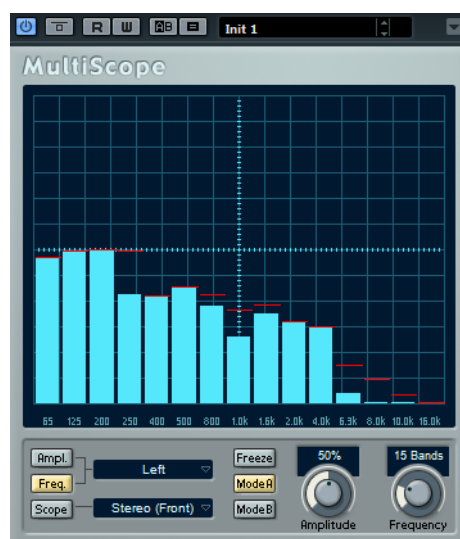 R W AB Init 1
MultiScope
65 125 200 250 400 500 800 1.0k 1.6k 2.0k 4.0k 6.3k 8.0k 10.0k 16.0k
Ampl. Left Freeze 50% 15 Bands
Freq. Mode A
Scope Stereo (Front) Mode B
Amplitude Frequency